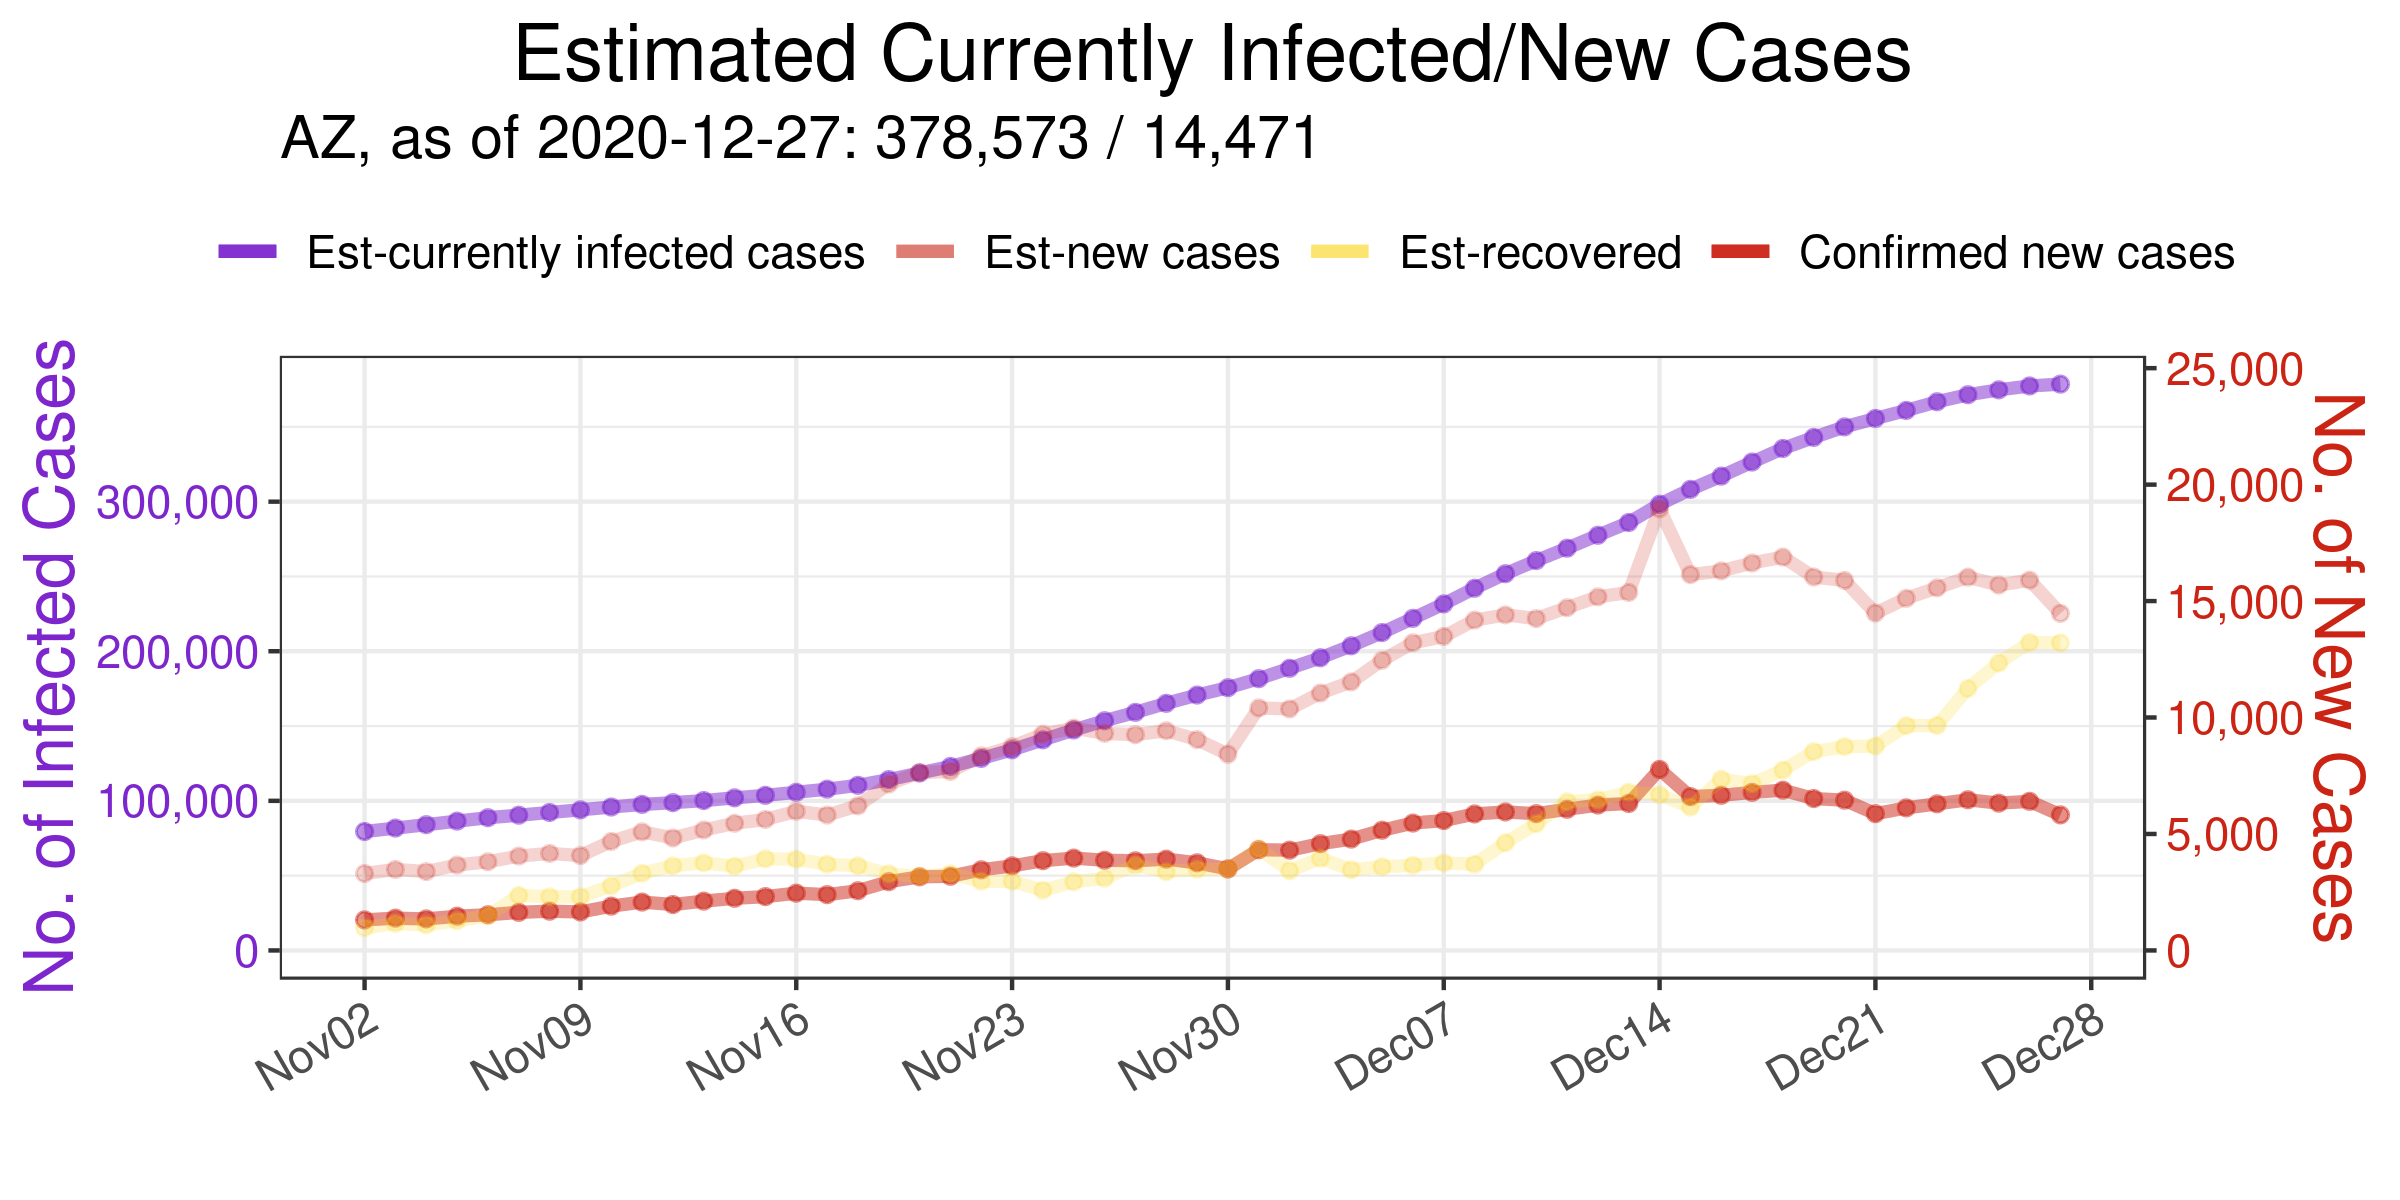 Estimated Currently Infected/New Cases
AZ, as of 2020-12-27: 378,573 / 14,471
Est-currently infected cases Est-new cases Est-recovered Confirmed new cases
No. of Infected Cases
300,000
200,000
100,000
0
25,000
20,000
15,000
10,000
5,000
0
No. of New Cases
Nov02 Nov09 Nov16 Nov23 Nov30 Dec07 Dec14 Dec21 Dec28